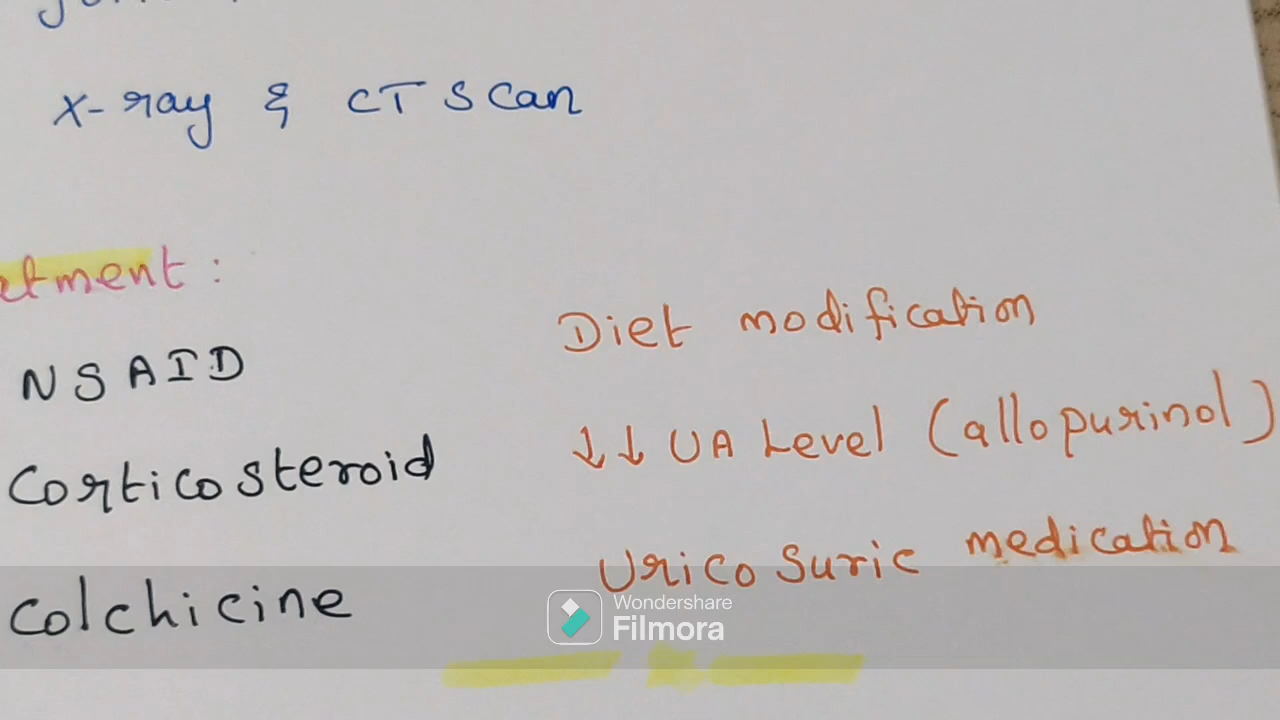 X-ray & CT Scan
etment :
NSAID
Corticosteroid
Colchicine
Diet modification
↓↓ UA Level (allopurinol)
Uricosuric medication
Wondershare
Filmora